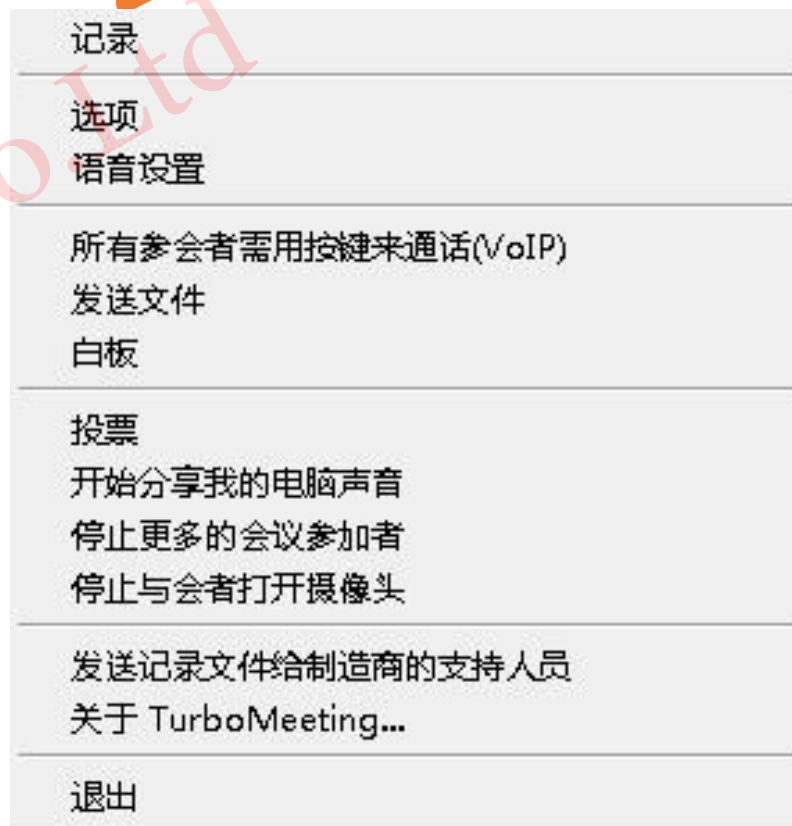 记录
选项
语音设置
所有参会者需用按键来通话(VoIP)
发送文件
白板
投票
开始分享我的电脑声音
停止更多的会议参加者
停止与会者打开摄像头
发送记录文件给制造商的支持人员
关于 TurboMeeting...
退出
o.Ltd